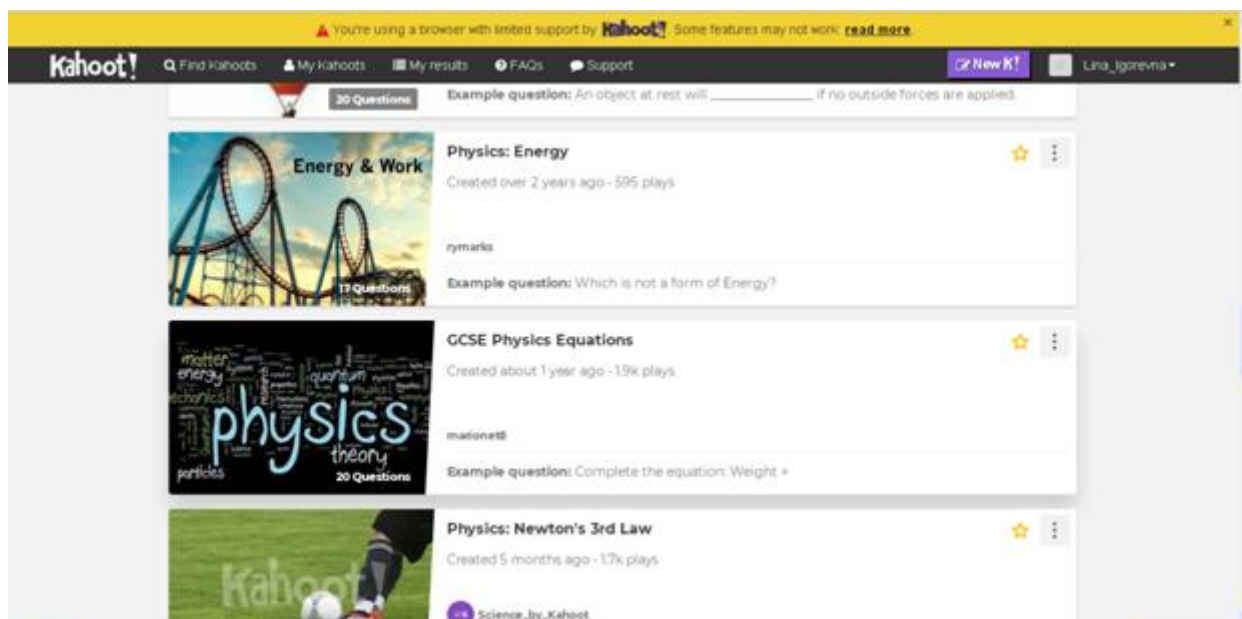 You're using a browser with limited support by Kahoot!. Some features may not work: read more.
Kahoot! Find Kahoots My Kahoots My results FAQs Support New K! Lina_Igorevna
20 Questions
Example question: An object at rest will ______________ if no outside forces are applied.
Energy & Work
17 Questions
Physics: Energy
Created over 2 years ago - 595 plays
rymarks
Example question: Which is not a form of Energy?
matter
energy
quantum
physics
theory
particles
20 Questions
GCSE Physics Equations
Created about 1 year ago - 1.9k plays
Example question: Complete the equation: Weight =
Kahoot!
Physics: Newton's 3rd Law
Created 5 months ago - 1.7k plays
Science_by_Kahoot